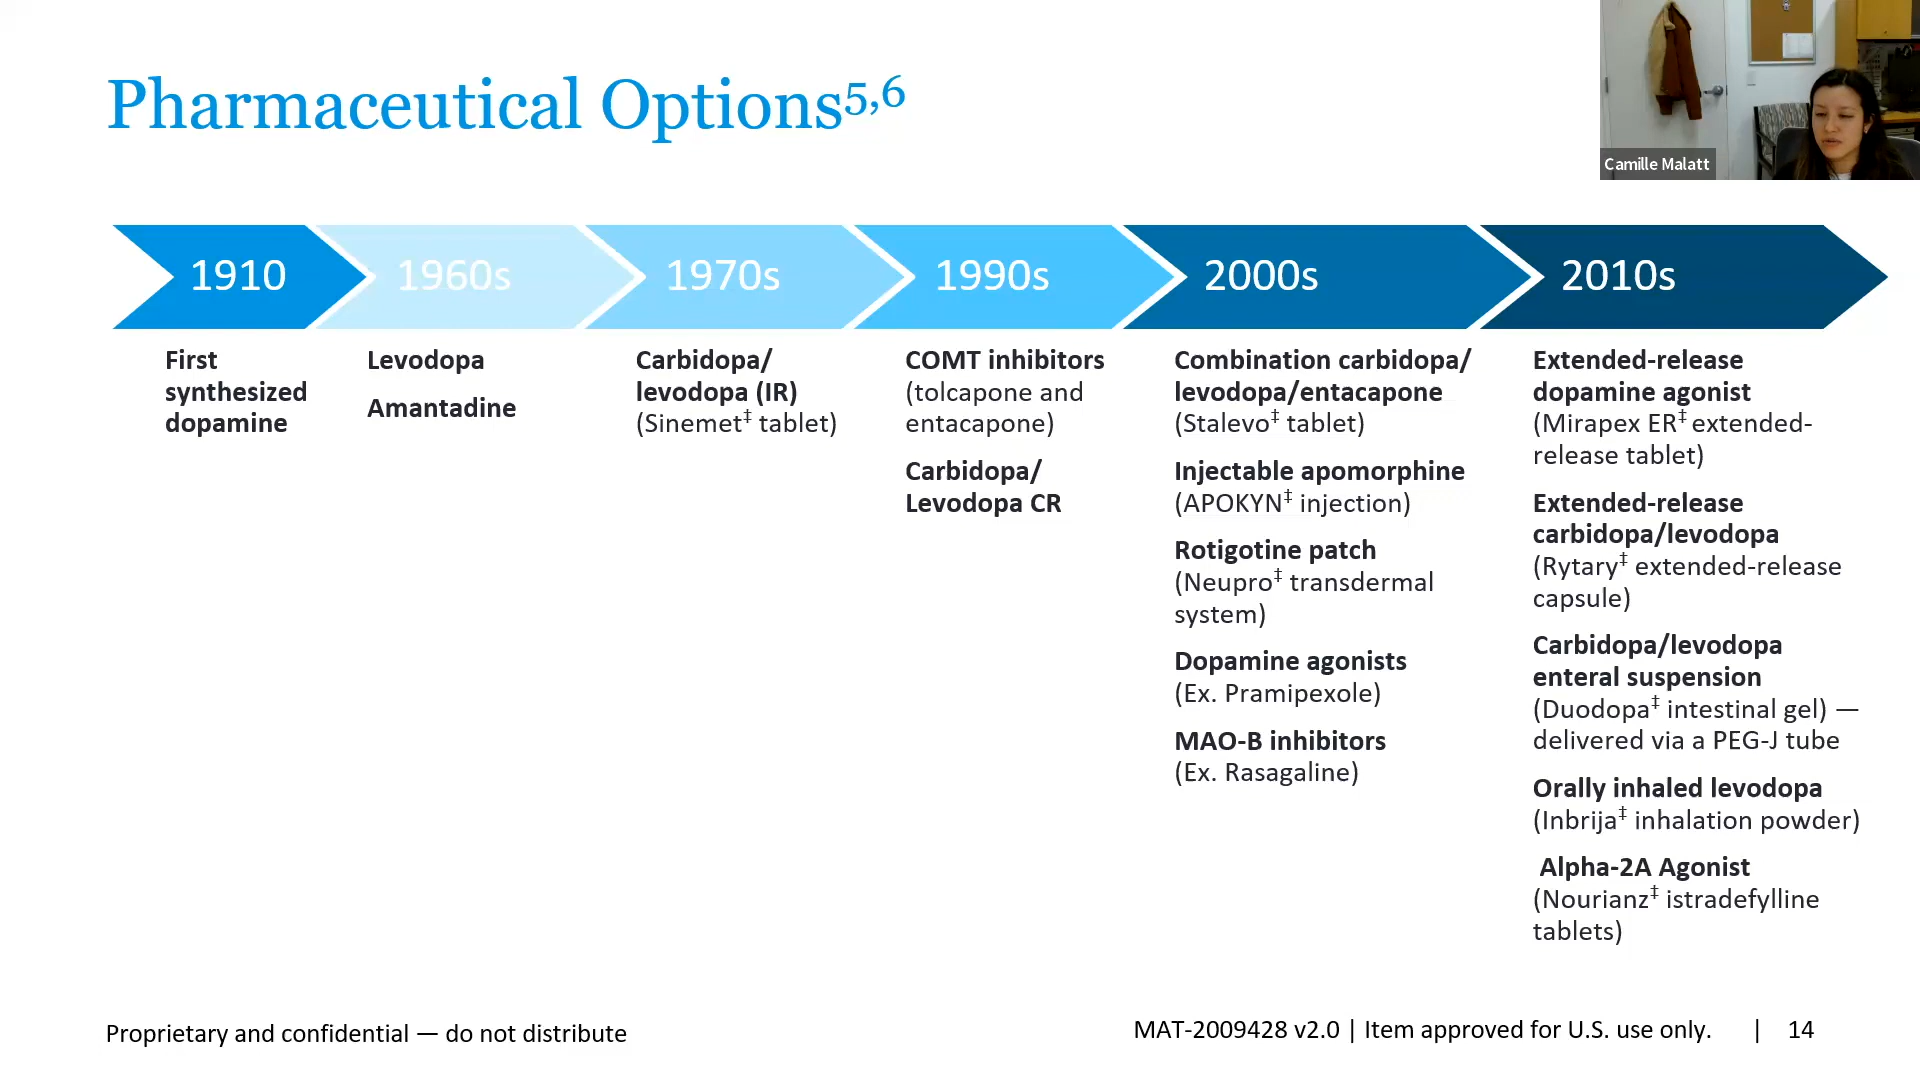 Pharmaceutical Options5,6
Camille Malatt
1910
1960s
1970s
1990s
2000s
2010s
First
synthesized
dopamine
Levodopa
Amantadine
Carbidopa/
levodopa (IR)
(Sinemet‡ tablet)
COMT inhibitors
(tolcapone and
entacapone)
Carbidopa/
Levodopa CR
Combination carbidopa/
levodopa/entacapone
(Stalevo‡ tablet)
Injectable apomorphine
(APOKYN‡ injection)
Rotigotine patch
(Neupro‡ transdermal
system)
Dopamine agonists
(Ex. Pramipexole)
MAO-B inhibitors
(Ex. Rasagaline)
Extended-release
dopamine agonist
(Mirapex ER‡ extended-
release tablet)
Extended-release
carbidopa/levodopa
(Rytary‡ extended-release
capsule)
Carbidopa/levodopa
enteral suspension
(Duodopa‡ intestinal gel) —
delivered via a PEG-J tube
Orally inhaled levodopa
(Inbrija‡ inhalation powder)
Alpha-2A Agonist
(Nourianz‡ istradefylline
tablets)
Proprietary and confidential — do not distribute
MAT-2009428 v2.0 | Item approved for U.S. use only. | 14